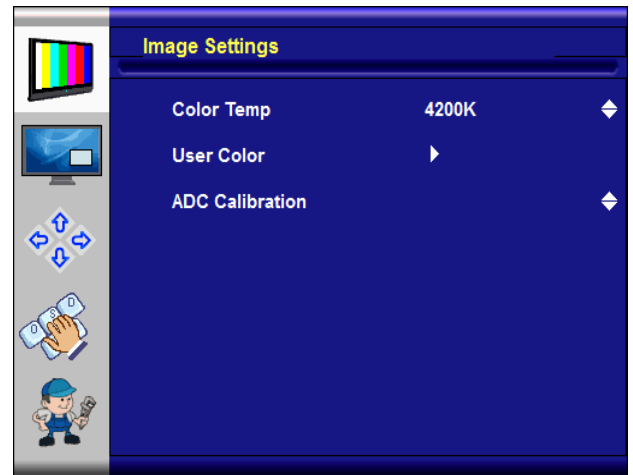 Image Settings
Color Temp 4200K
User Color
ADC Calibration
O S D